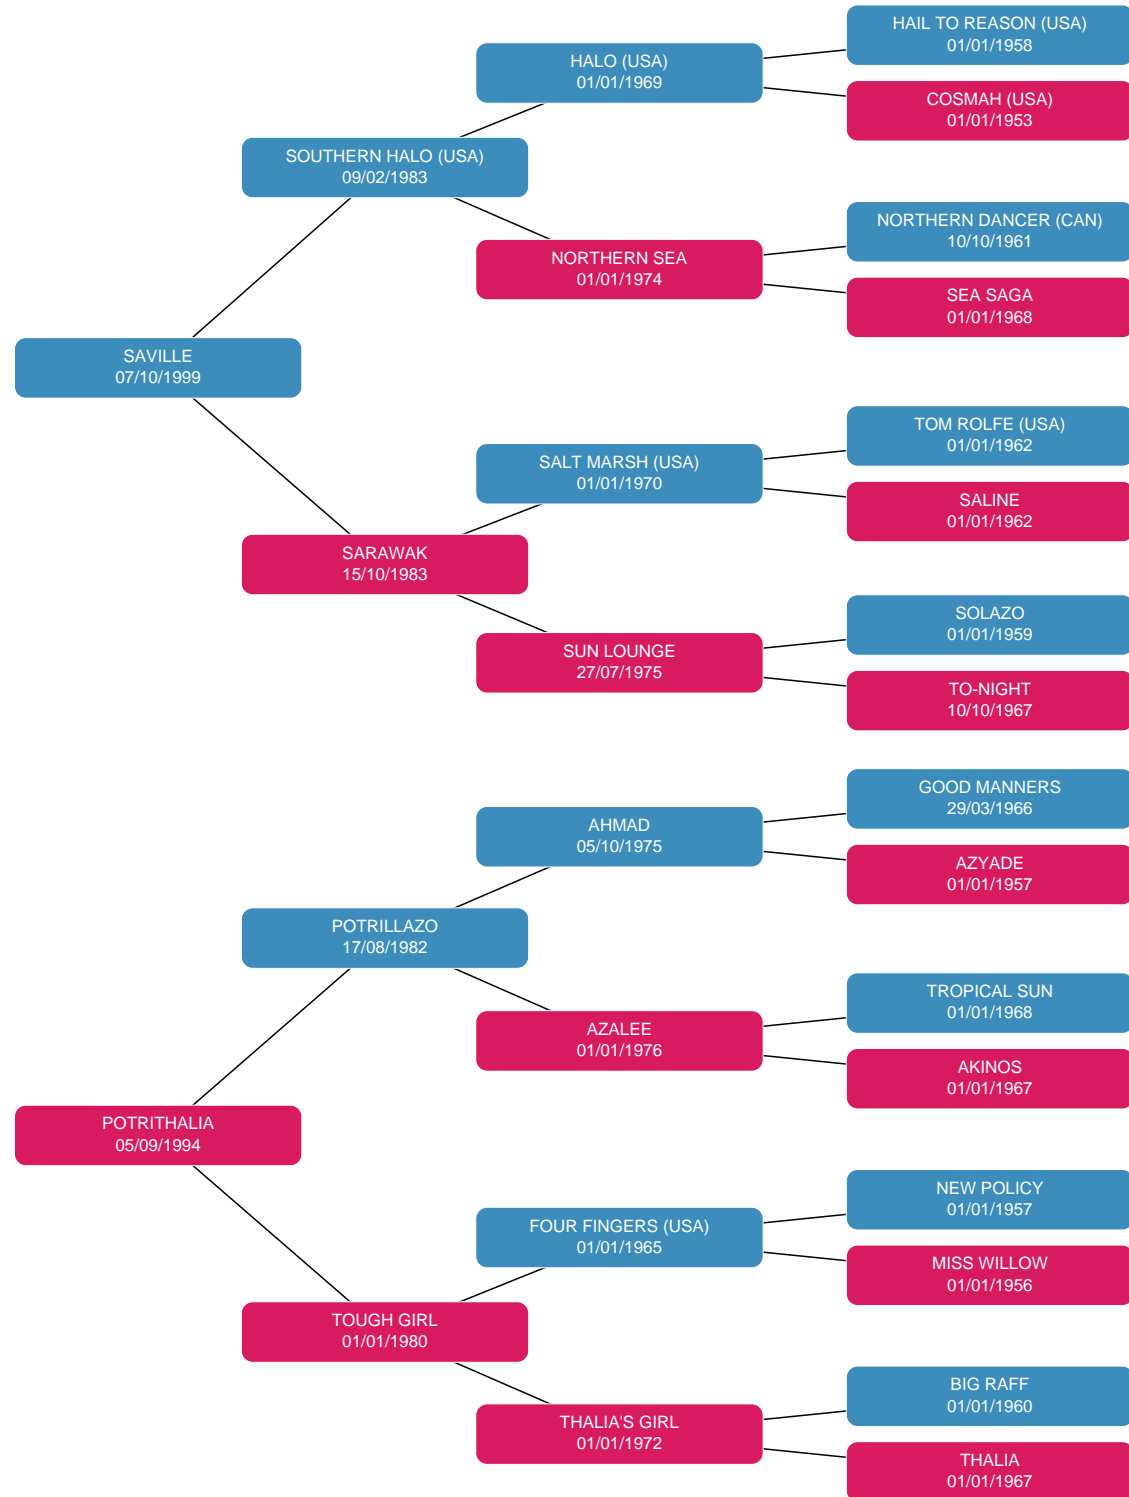 HAIL TO REASON (USA)
01/01/1958
HALO (USA)
01/01/1969
COSMAH (USA)
01/01/1953
SOUTHERN HALO (USA)
09/02/1983
NORTHERN DANCER (CAN)
10/10/1961
NORTHERN SEA
01/01/1974
SEA SAGA
01/01/1968
SAVILLE
07/10/1999
TOM ROLFE (USA)
01/01/1962
SALT MARSH (USA)
01/01/1970
SALINE
01/01/1962
SARAWAK
15/10/1983
SOLAZO
01/01/1959
SUN LOUNGE
27/07/1975
TO-NIGHT
10/10/1967
GOOD MANNERS
29/03/1966
AHMAD
05/10/1975
AZYADE
01/01/1957
POTRILLAZO
17/08/1982
TROPICAL SUN
01/01/1968
AZALEE
01/01/1976
AKINOS
01/01/1967
POTRITHALIA
05/09/1994
NEW POLICY
01/01/1957
FOUR FINGERS (USA)
01/01/1965
MISS WILLOW
01/01/1956
TOUGH GIRL
01/01/1980
BIG RAFF
01/01/1960
THALIA'S GIRL
01/01/1972
THALIA
01/01/1967